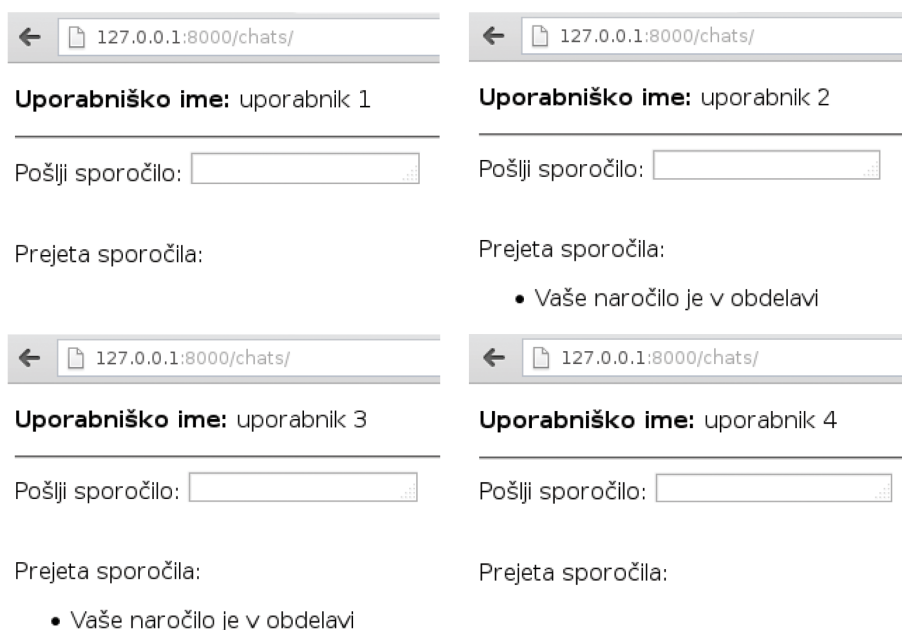 127.0.0.1:8000/chats/
Uporabniško ime: uporabnik 1
Pošlji sporočilo:
Prejeta sporočila:
127.0.0.1:8000/chats/
Uporabniško ime: uporabnik 2
Pošlji sporočilo:
Prejeta sporočila:
• Vaše naročilo je v obdelavi
127.0.0.1:8000/chats/
Uporabniško ime: uporabnik 3
Pošlji sporočilo:
Prejeta sporočila:
• Vaše naročilo je v obdelavi
127.0.0.1:8000/chats/
Uporabniško ime: uporabnik 4
Pošlji sporočilo:
Prejeta sporočila: